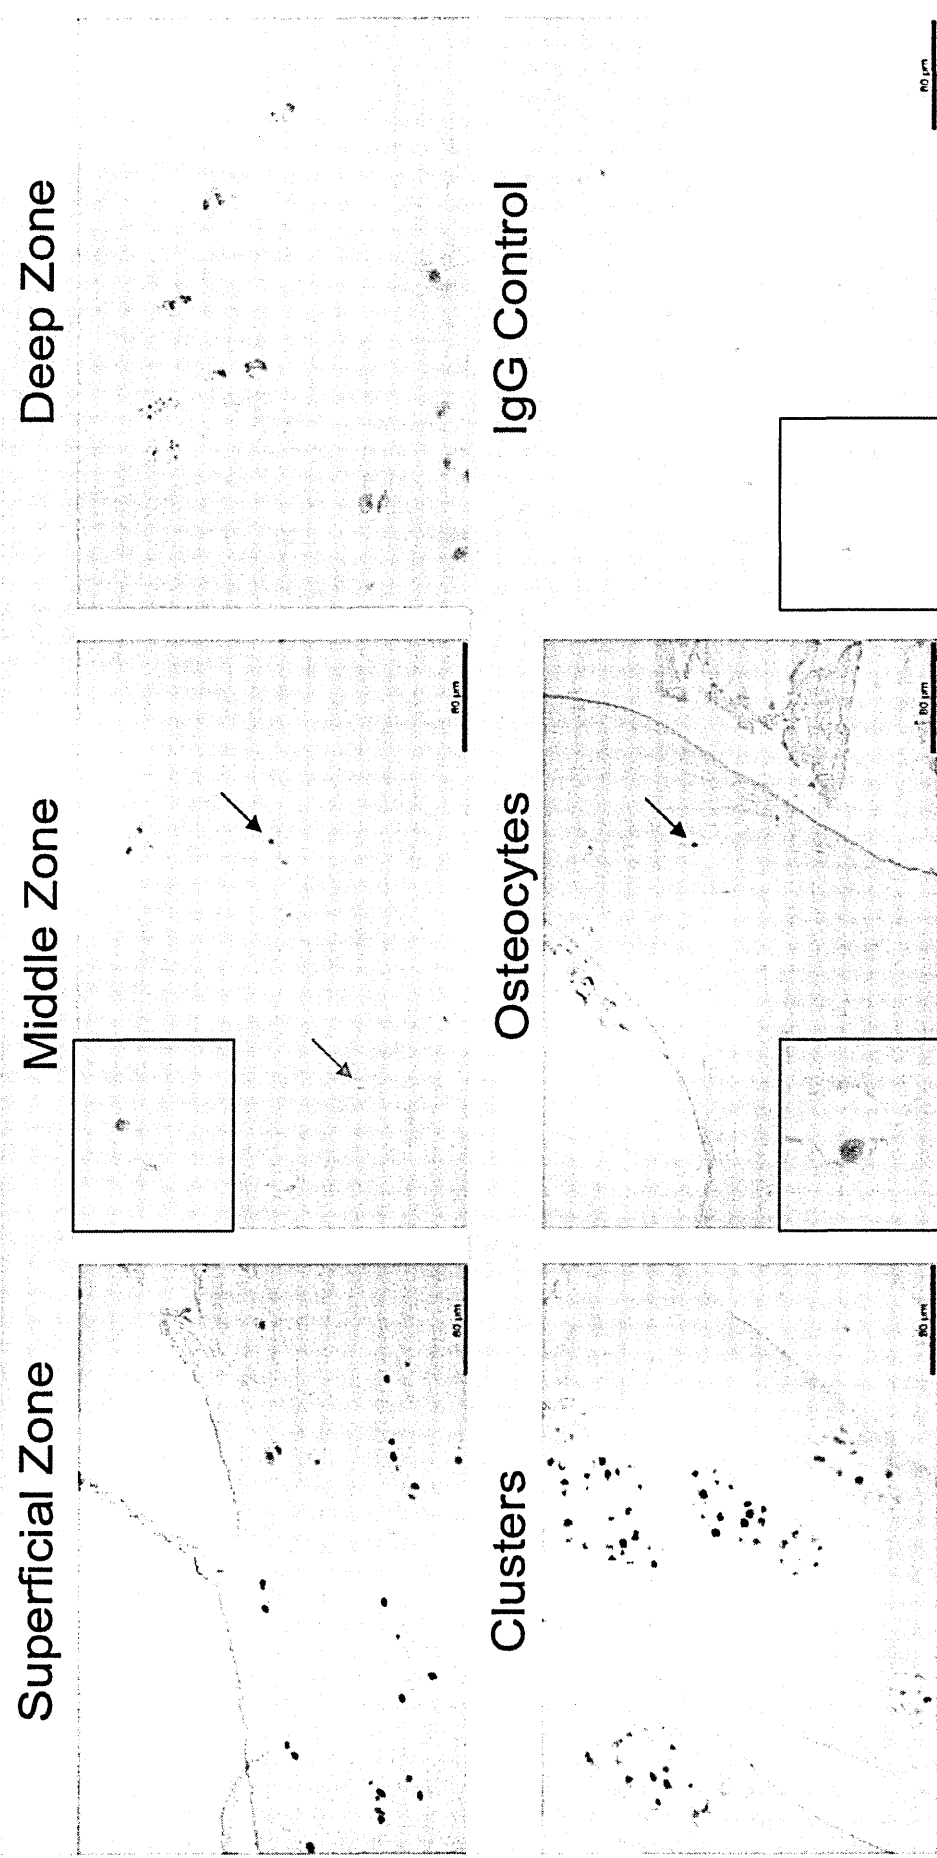 Superficial Zone
Middle Zone
Deep Zone
80 µm
80 µm
Clusters
Osteocytes
IgG Control
80 µm
80 µm
80 µm